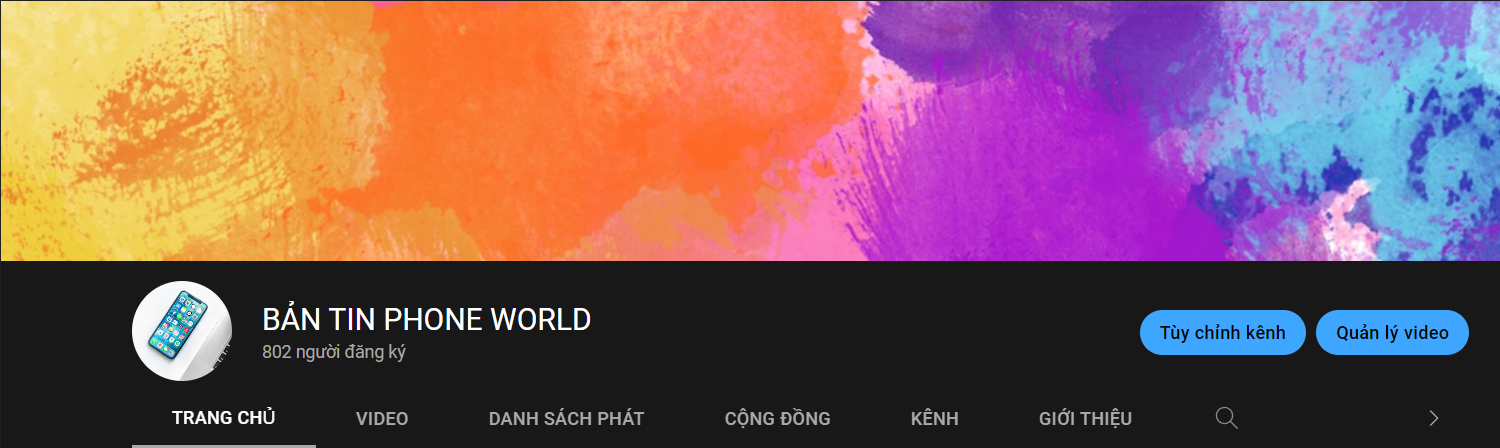 BẢN TIN PHONE WORLD
802 người đăng ký
Tùy chỉnh kênh
Quản lý video
TRANG CHỦ
VIDEO
DANH SÁCH PHÁT
CỘNG ĐỒNG
KÊNH
GIỚI THIỆU